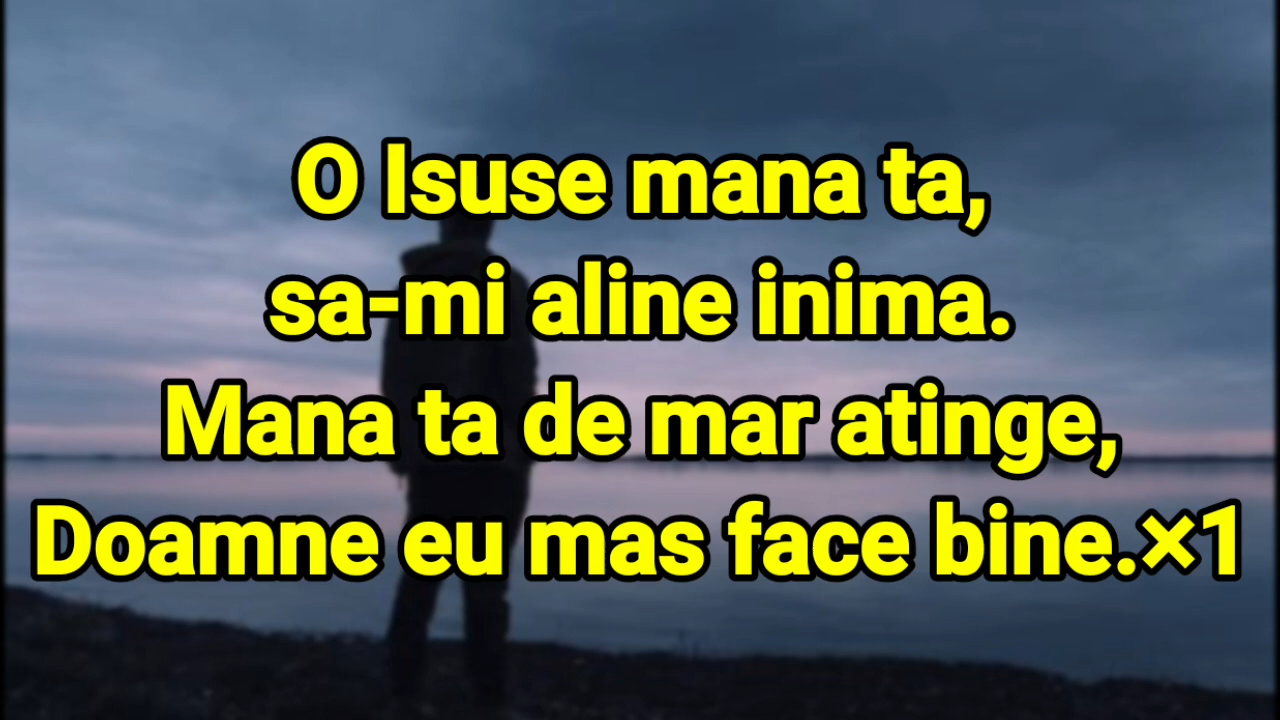 O Isuse mana ta,
sa-mi aline inima.
Mana ta de mar atinge,
Doamne eu mas face bine.×1